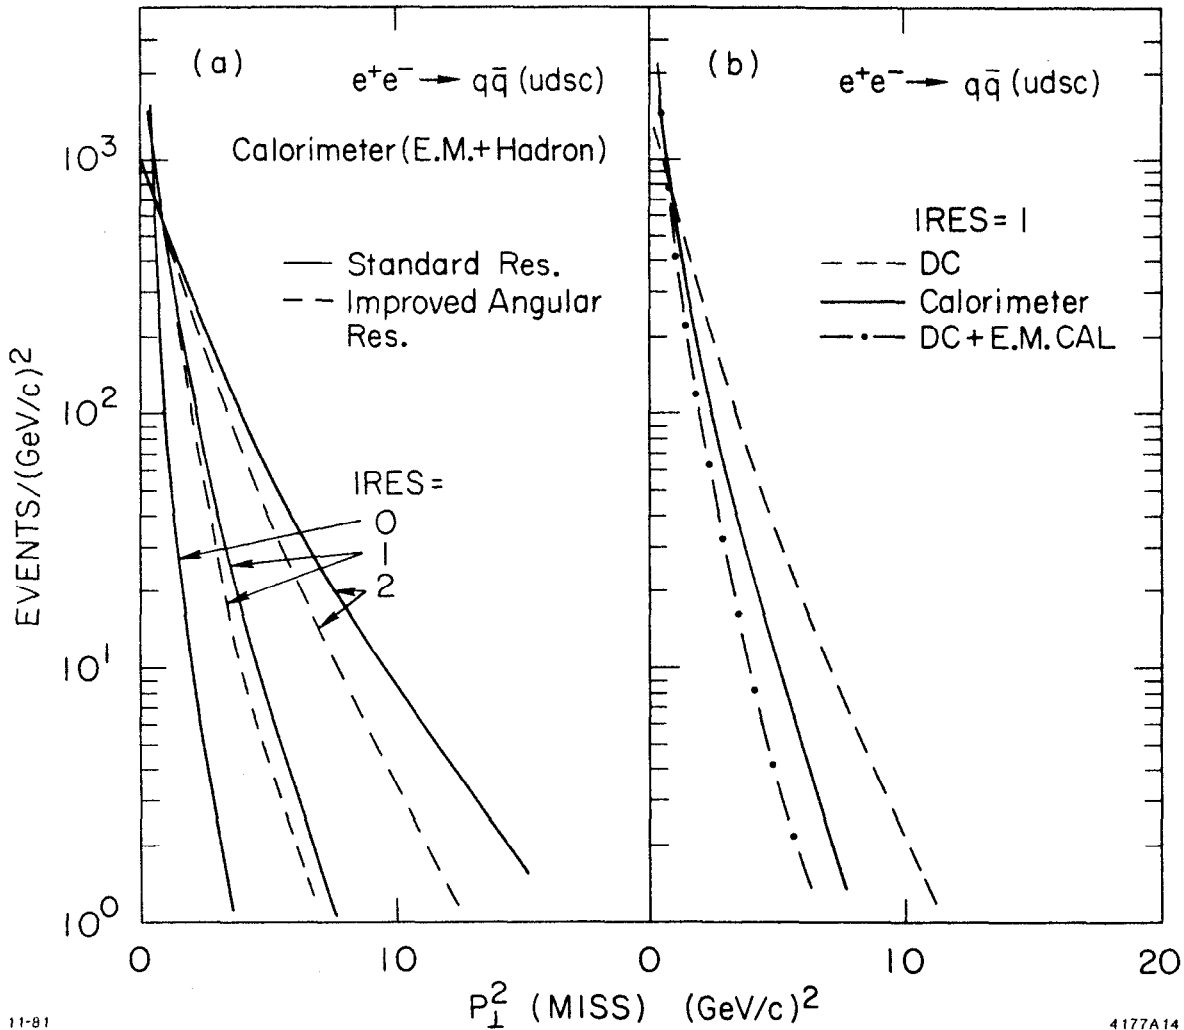 (a)
e⁺e⁻ → qq̄ (udsc)
Calorimeter (E.M.+ Hadron)
Standard Res.
Improved Angular
Res.
IRES =
0
1
2
(b)
e⁺e⁻ → qq̄ (udsc)
IRES = 1
DC
Calorimeter
DC + E.M. CAL
EVENTS/(GeV/c)²
10³
10²
10¹
10⁰
0
10
0
10
20
P⊥² (MISS) (GeV/c)²
11-81
4177A14